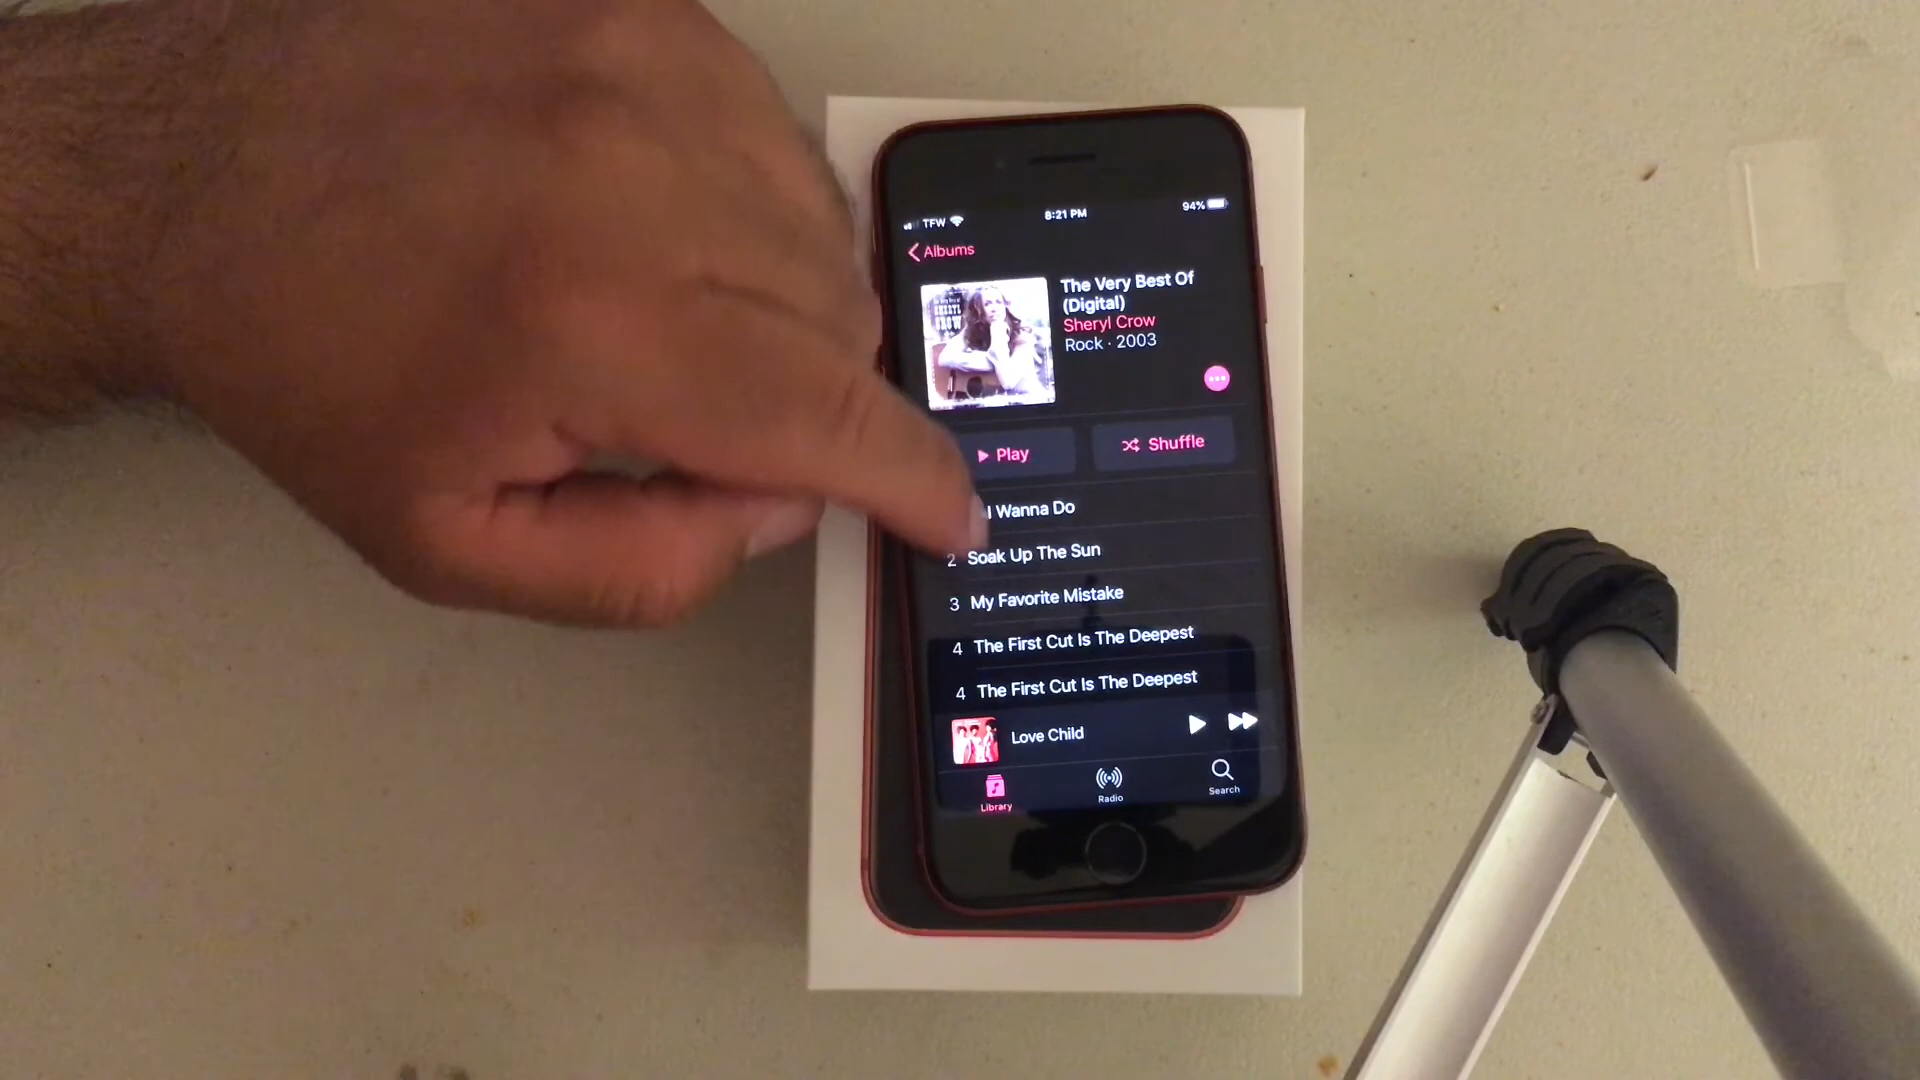 TFW
8:21 PM
94%
Albums
The Very Best Of
(Digital)
Sheryl Crow
Rock · 2003
SHERYL
CROW
Play
Shuffle
I Wanna Do
2 Soak Up The Sun
3 My Favorite Mistake
4 The First Cut Is The Deepest
4 The First Cut Is The Deepest
Love Child
Library
Radio
Search